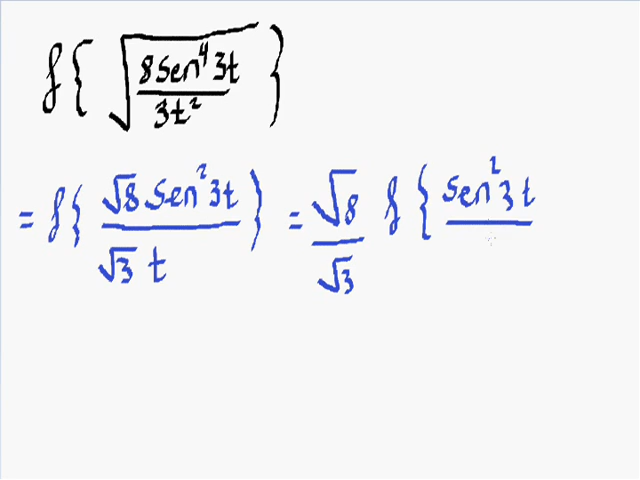 ℒ{√(8 sen⁴3t / 3t²)}
= ℒ{√8 sen²3t / √3 t} = √8/√3 ℒ{sen²3t